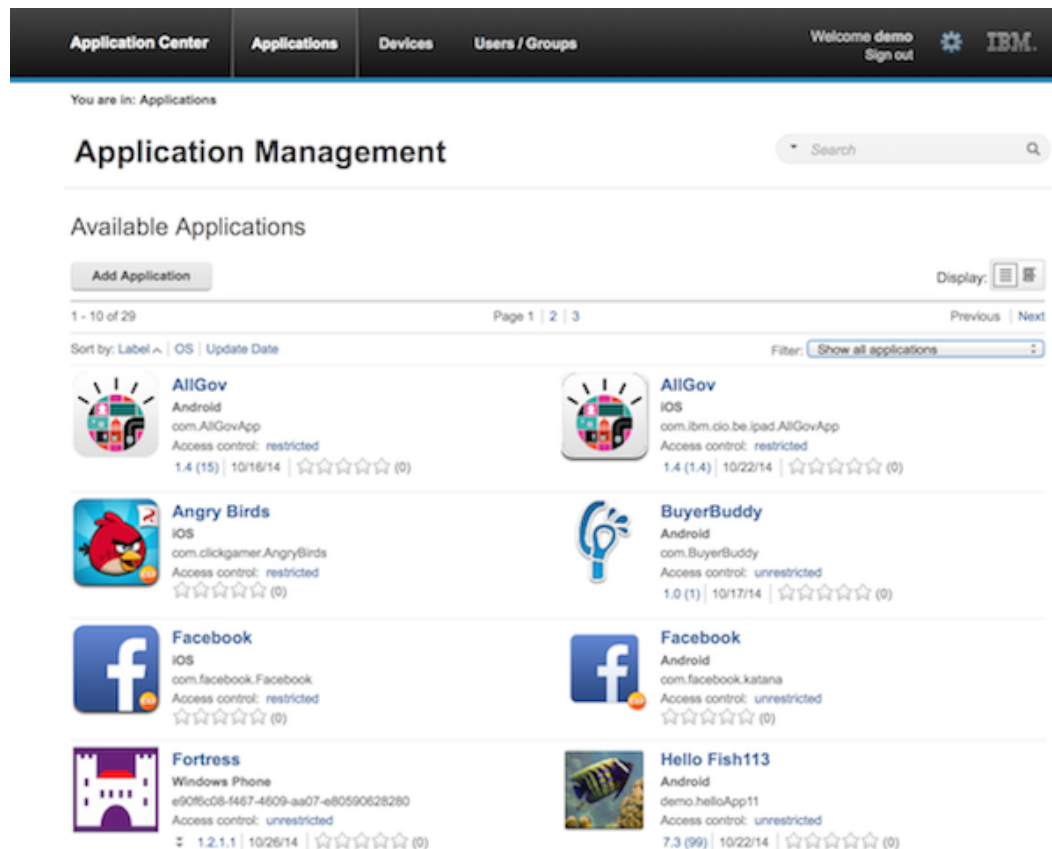 Application Center Applications Devices Users / Groups Welcome demo IBM.
Sign out
You are in: Applications
Application Management
Search
Available Applications
Add Application Display:
1 - 10 of 29 Page 1 | 2 | 3 Previous | Next
Sort by: Label | OS | Update Date Filter: Show all applications
AllGov
Android
com.AllGovApp
Access control: restricted
1.4 (15) | 10/16/14 | (0)
AllGov
iOS
com.ibm.cio.be.ipad.AllGovApp
Access control: restricted
1.4 (1.4) | 10/22/14 | (0)
Angry Birds
iOS
com.clickgamer.AngryBirds
Access control: restricted
(0)
BuyerBuddy
Android
com.BuyerBuddy
Access control: unrestricted
1.0 (1) | 10/17/14 | (0)
Facebook
iOS
com.facebook.Facebook
Access control: restricted
(0)
Facebook
Android
com.facebook.katana
Access control: unrestricted
(0)
Fortress
Windows Phone
e90f6c08-f467-4609-aa07-e80590628280
Access control: unrestricted
1.2.1.1 | 10/26/14 | (0)
Hello Fish113
Android
demo.helloApp11
Access control: unrestricted
7.3 (99) | 10/22/14 | (0)